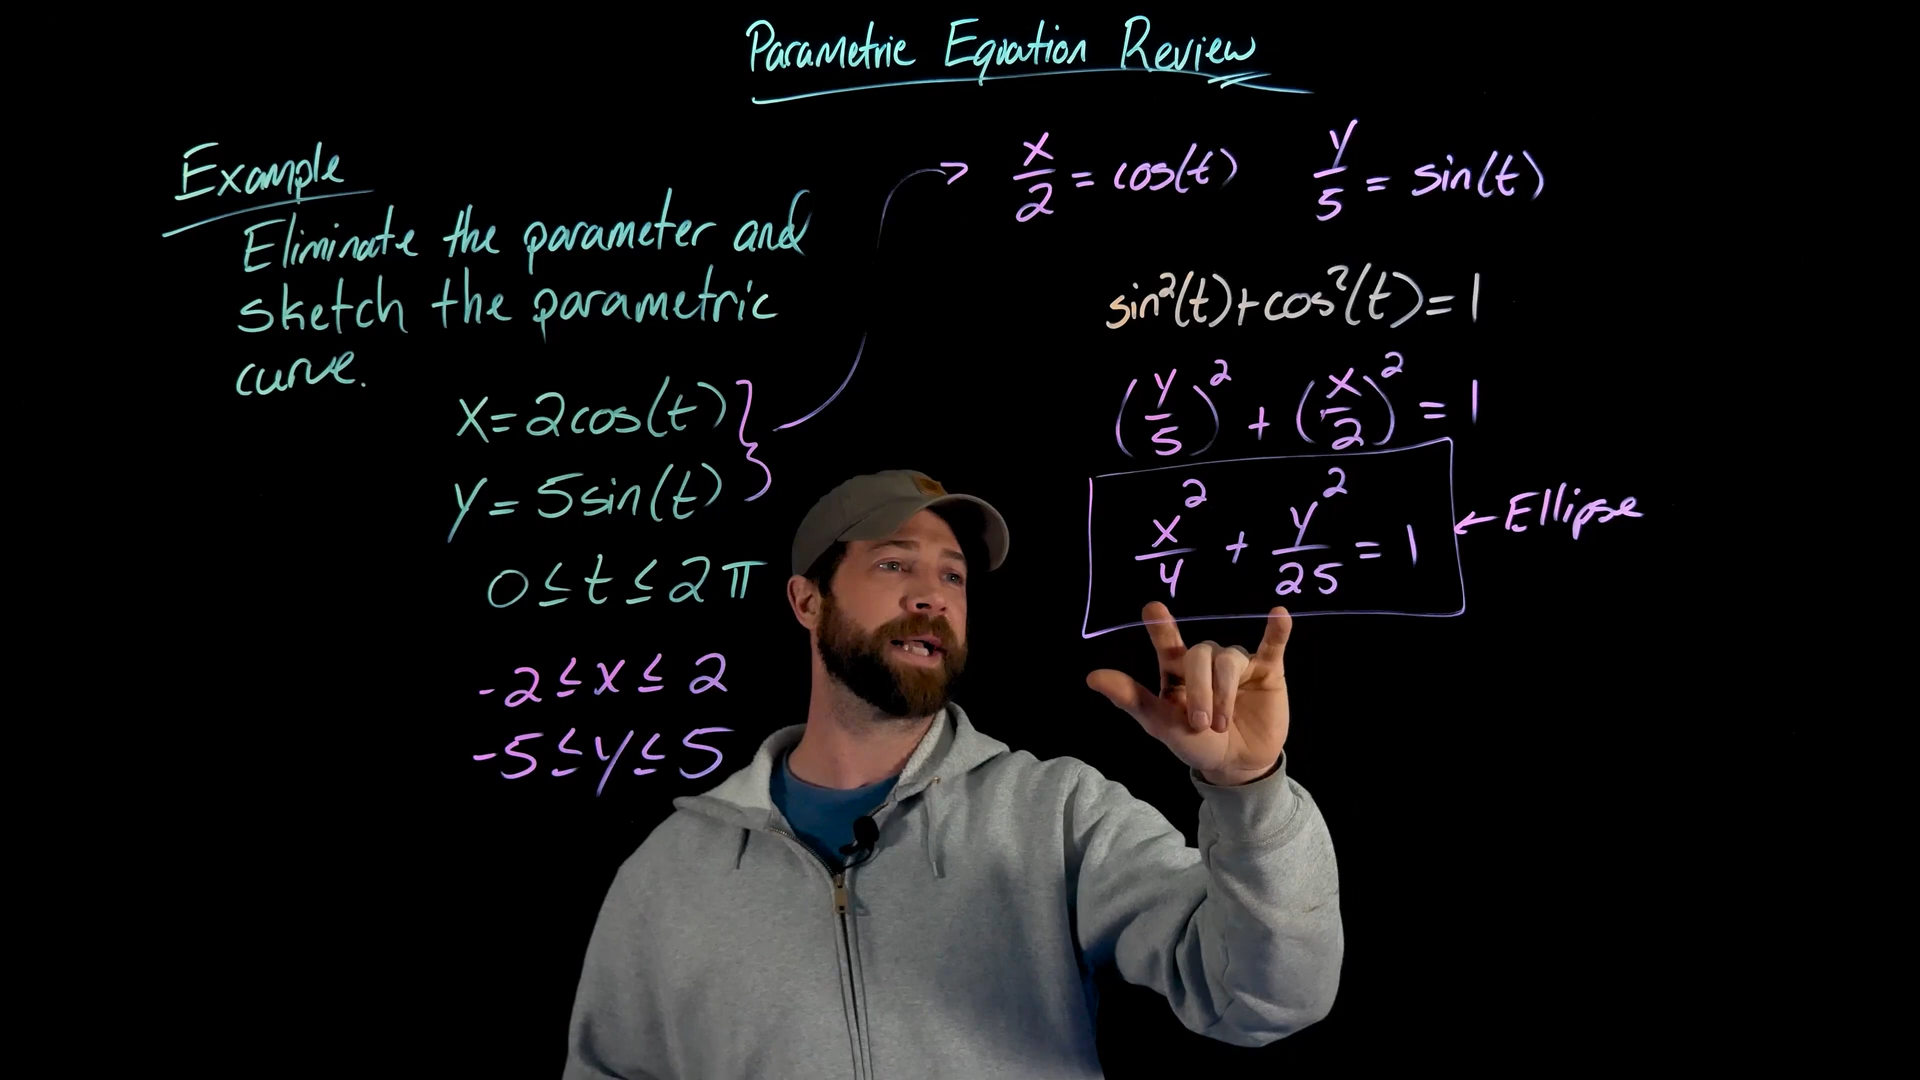 Parametric Equation Review
Example
Eliminate the parameter and
sketch the parametric
curve.
x = 2cos(t)
y = 5sin(t)
0 ≤ t ≤ 2π
-2 ≤ x ≤ 2
-5 ≤ y ≤ 5
x/2 = cos(t) y/5 = sin(t)
sin²(t)+cos²(t)=1
(y/5)² + (x/2)² = 1
x²/4 + y²/25 = 1 ← Ellipse